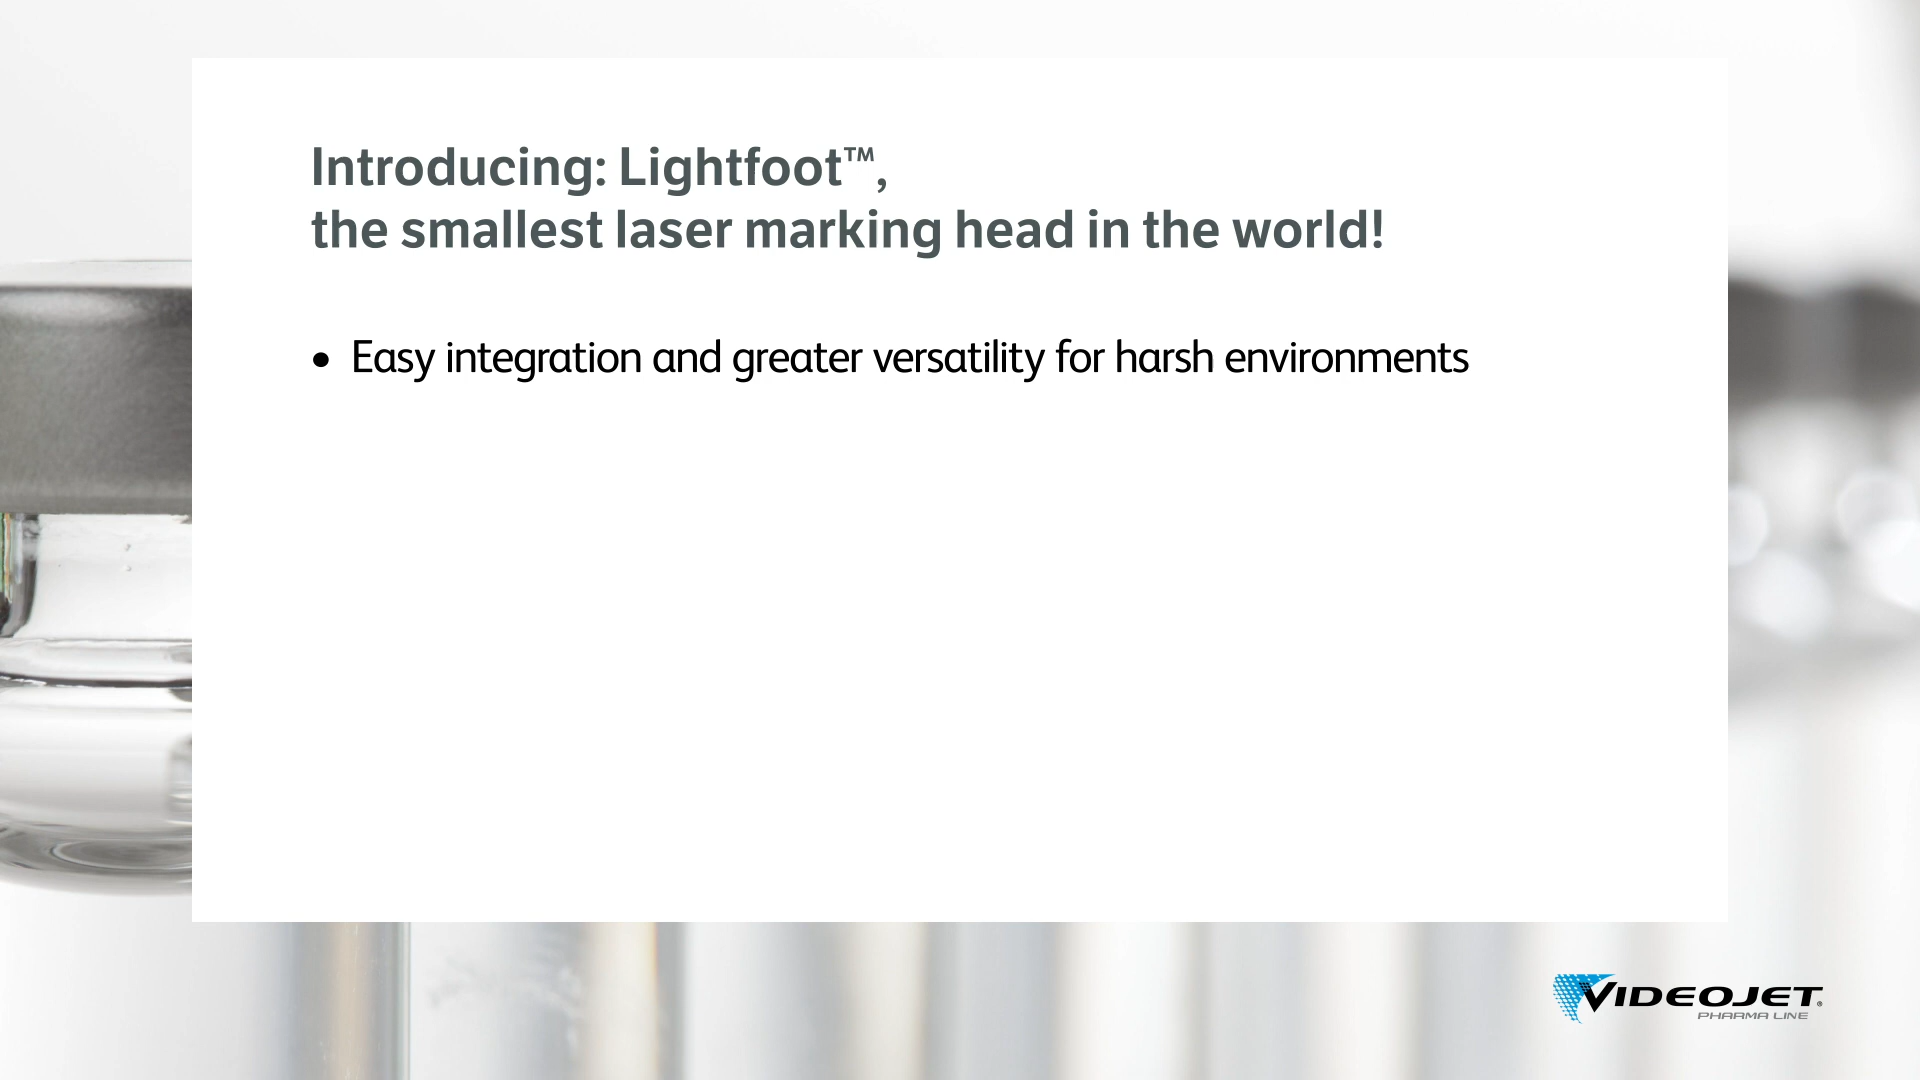 Introducing: Lightfoot™,
the smallest laser marking head in the world!
• Easy integration and greater versatility for harsh environments
VIDEOJET®
PHARMA LINE